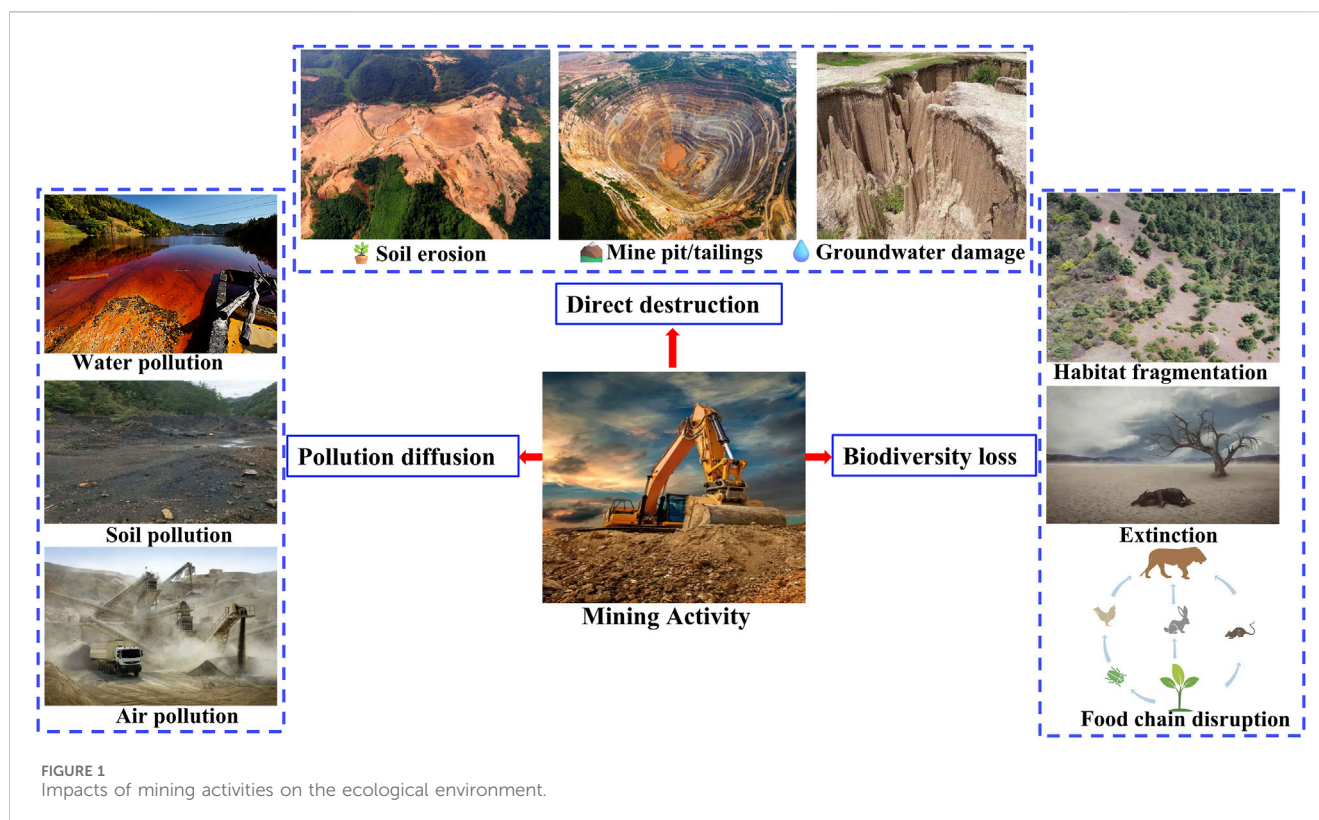 Soil erosion
Mine pit/tailings
Groundwater damage
Direct destruction
Water pollution
Soil pollution
Air pollution
Pollution diffusion
Mining Activity
Biodiversity loss
Habitat fragmentation
Extinction
Food chain disruption
FIGURE 1
Impacts of mining activities on the ecological environment.